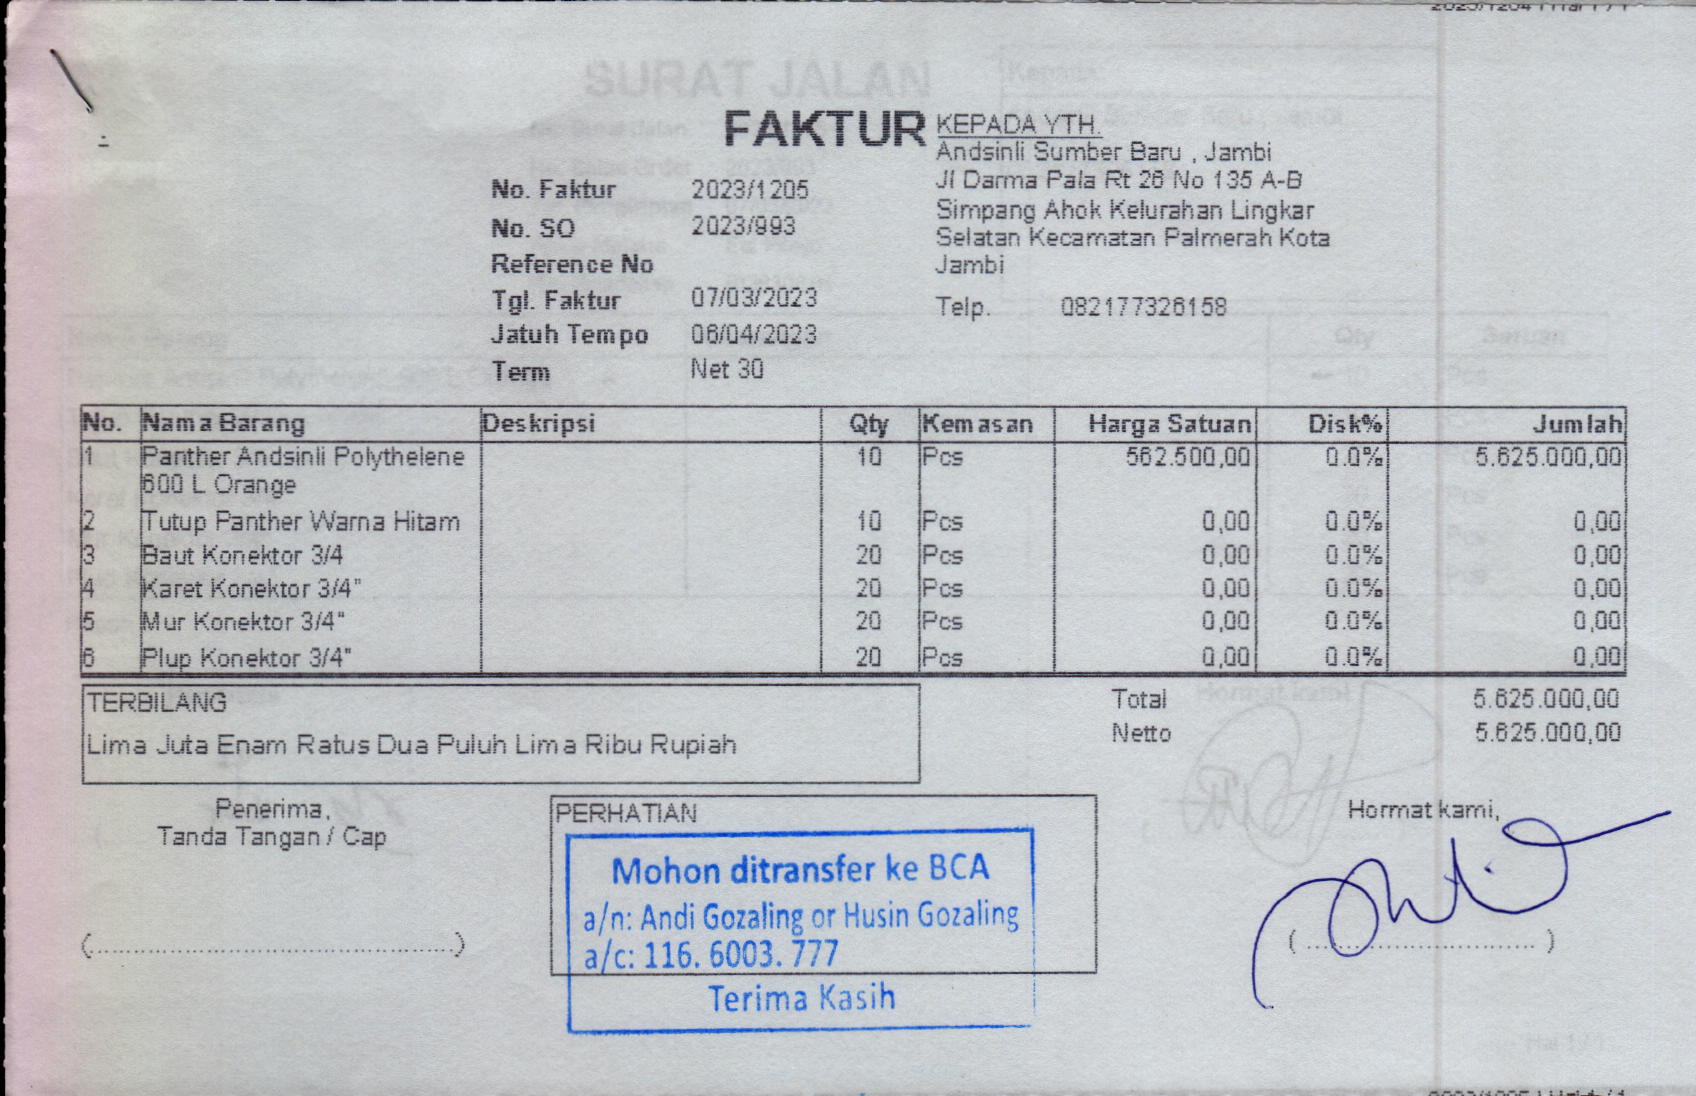 FAKTUR
KEPADA YTH.
Andsinli Sumber Baru , Jambi
Jl Darma Pala Rt 26 No 135 A-B
Simpang Ahok Kelurahan Lingkar
Selatan Kecamatan Palmerah Kota
Jambi
Telp. 082177326158
No. Faktur 2023/1205
No. SO 2023/993
Reference No
Tgl. Faktur 07/03/2023
Jatuh Tempo 06/04/2023
Term Net 30
No. Nama Barang Deskripsi Qty Kemasan Harga Satuan Disk% Jumlah
1 Panther Andsinli Polythelene 10 Pcs 562.500,00 0.0% 5.625.000,00
600 L Orange
2 Tutup Panther Warna Hitam 10 Pcs 0,00 0.0% 0,00
3 Baut Konektor 3/4 20 Pcs 0,00 0.0% 0,00
4 Karet Konektor 3/4" 20 Pcs 0,00 0.0% 0,00
5 Mur Konektor 3/4" 20 Pcs 0,00 0.0% 0,00
6 Plup Konektor 3/4" 20 Pcs 0,00 0.0% 0,00
TERBILANG
Lima Juta Enam Ratus Dua Puluh Lima Ribu Rupiah
Total 5.625.000,00
Netto 5.625.000,00
Penerima,
Tanda Tangan / Cap
(..............................................)
PERHATIAN
Mohon ditransfer ke BCA
a/n: Andi Gozaling or Husin Gozaling
a/c: 116. 6003. 777
Terima Kasih
Hormat kami,
( ............................. )
SURAT JALAN
Kepada
Qty Satuan